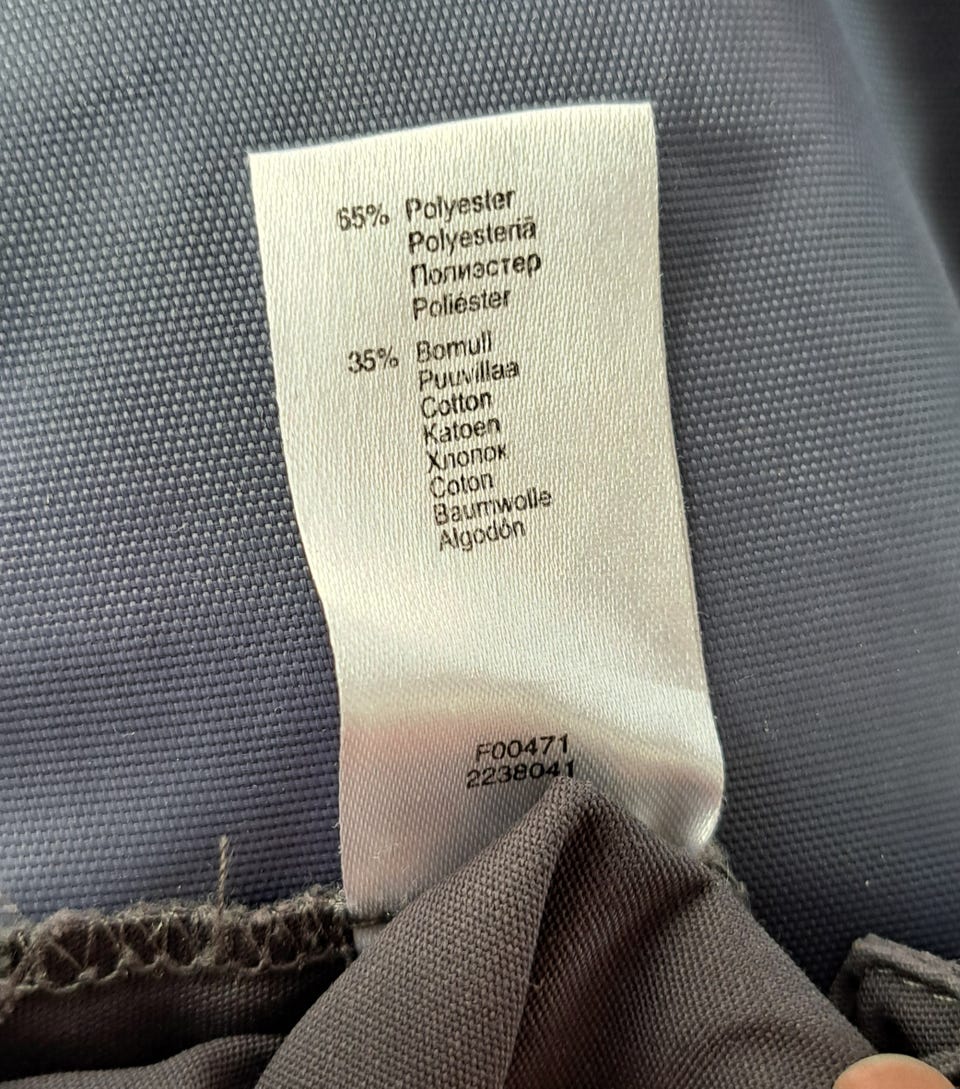 65% Polyester
Polyesteriä
Полиэстер
Poliéster
35% Bomull
Puuvillaa
Cotton
Katoen
Хлопок
Coton
Baumwolle
Algodón
F00471
2238041